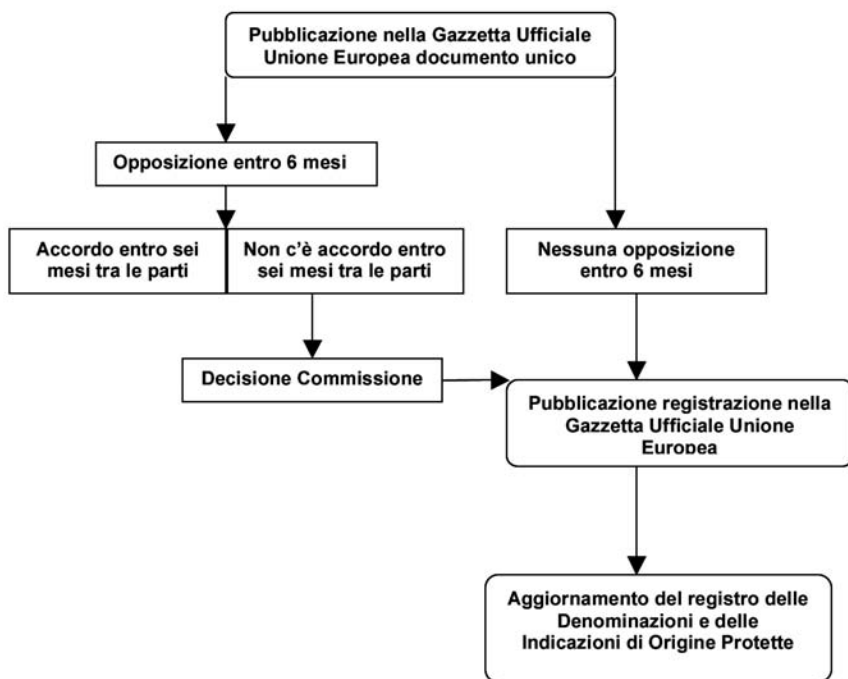 Pubblicazione nella Gazzetta Ufficiale
Unione Europea documento unico
Opposizione entro 6 mesi
Accordo entro sei
mesi tra le parti
Non c'è accordo entro
sei mesi tra le parti
Nessuna opposizione
entro 6 mesi
Decisione Commissione
Pubblicazione registrazione nella
Gazzetta Ufficiale Unione
Europea
Aggiornamento del registro delle
Denominazioni e delle
Indicazioni di Origine Protette